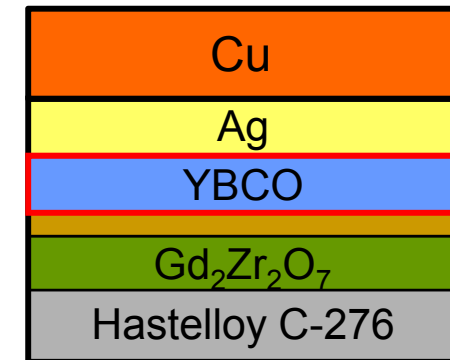 Cu
Ag
YBCO
Gd₂Zr₂O₇
Hastelloy C-276